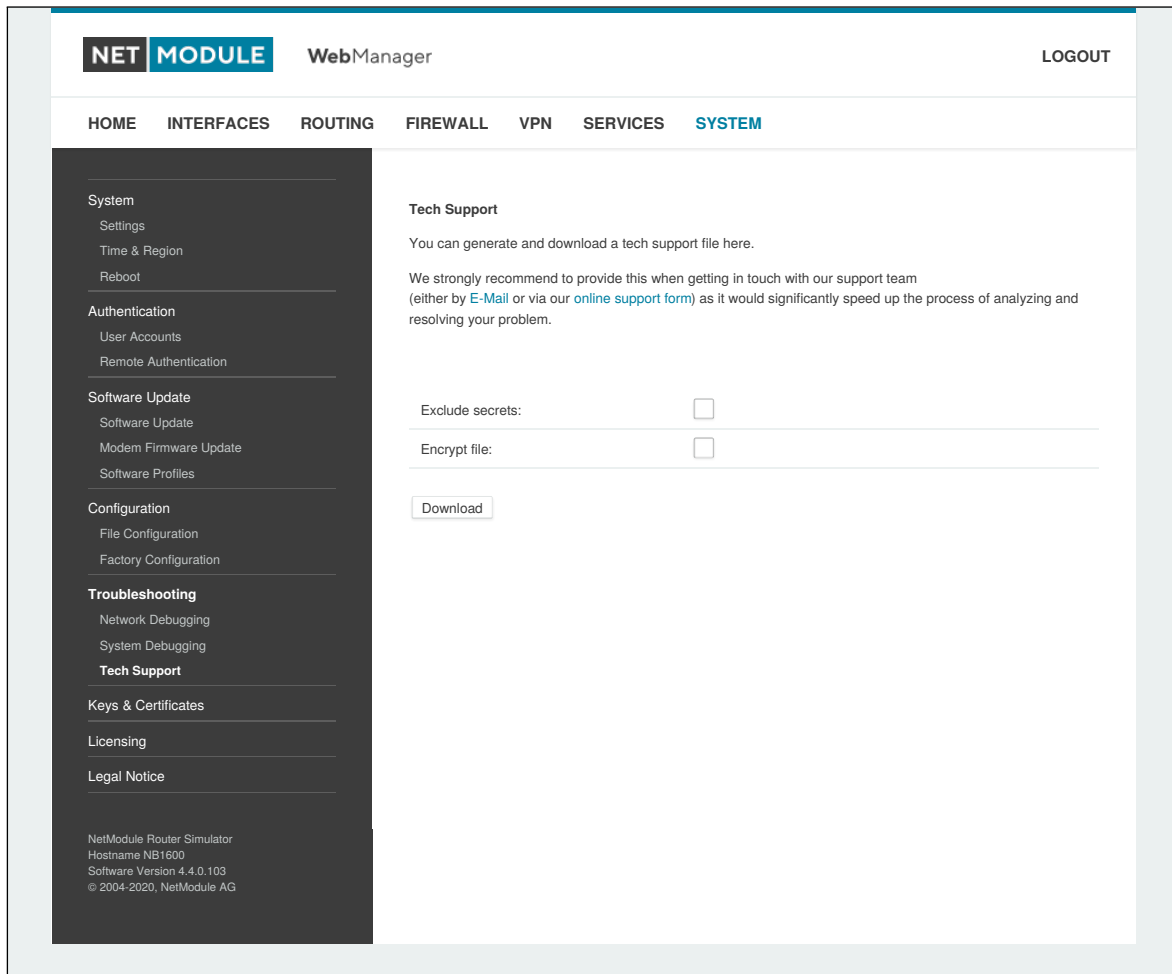 NET MODULE WebManager LOGOUT
HOME INTERFACES ROUTING FIREWALL VPN SERVICES SYSTEM
System
Settings
Time & Region
Reboot
Authentication
User Accounts
Remote Authentication
Software Update
Software Update
Modem Firmware Update
Software Profiles
Configuration
File Configuration
Factory Configuration
Troubleshooting
Network Debugging
System Debugging
Tech Support
Keys & Certificates
Licensing
Legal Notice
NetModule Router Simulator
Hostname NB1600
Software Version 4.4.0.103
© 2004-2020, NetModule AG
Tech Support
You can generate and download a tech support file here.
We strongly recommend to provide this when getting in touch with our support team
(either by E-Mail or via our online support form) as it would significantly speed up the process of analyzing and
resolving your problem.
Exclude secrets:
Encrypt file:
Download